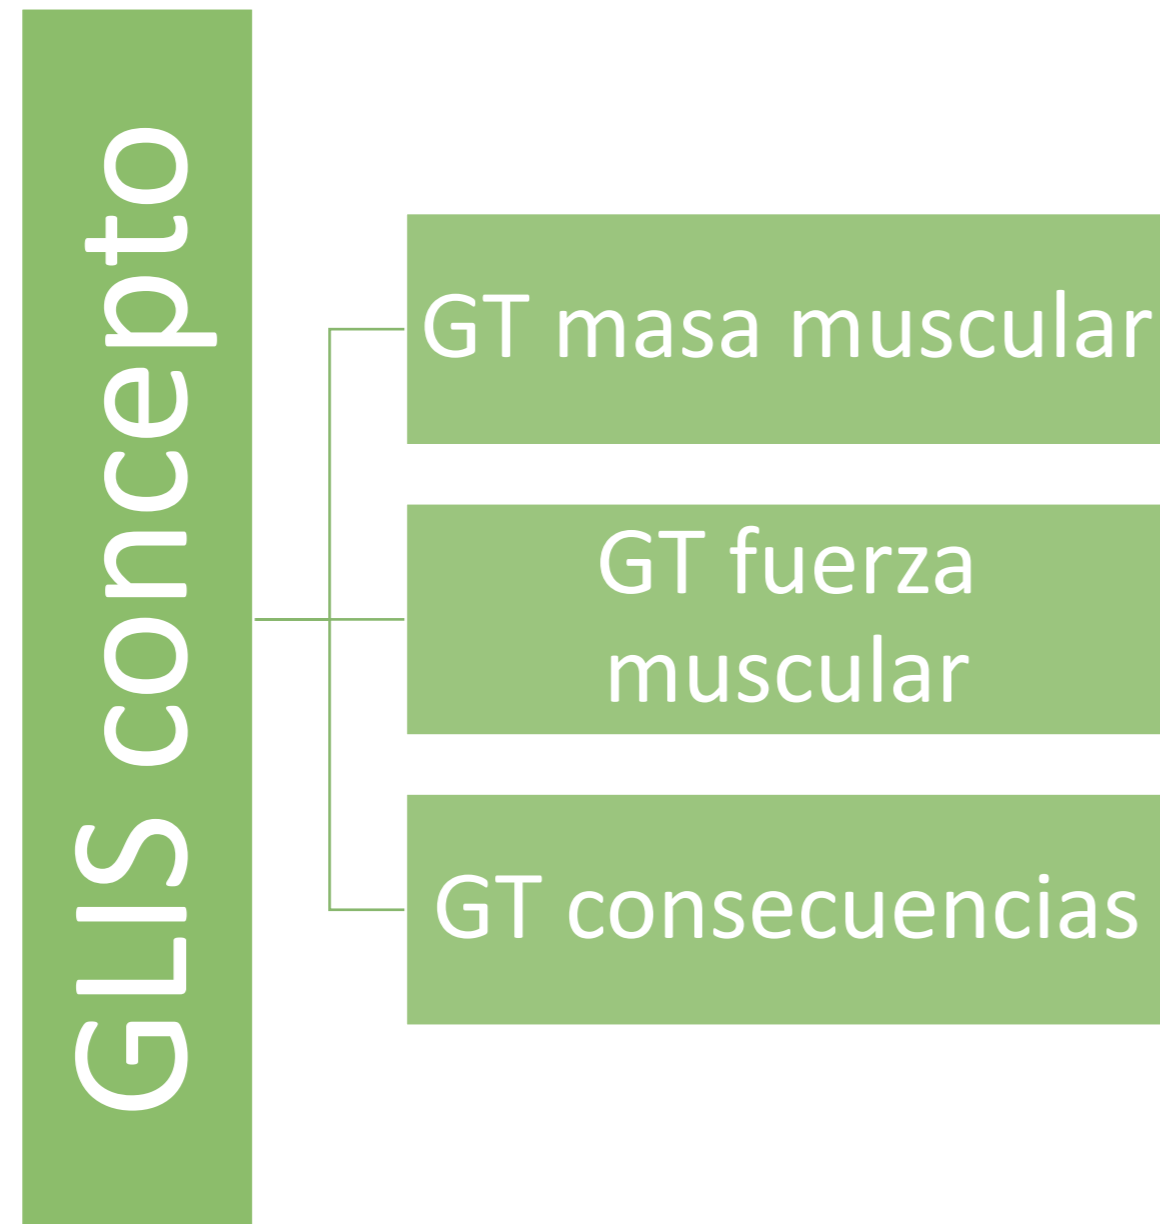 GLIS concepto
GT masa muscular
GT fuerza
muscular
GT consecuencias